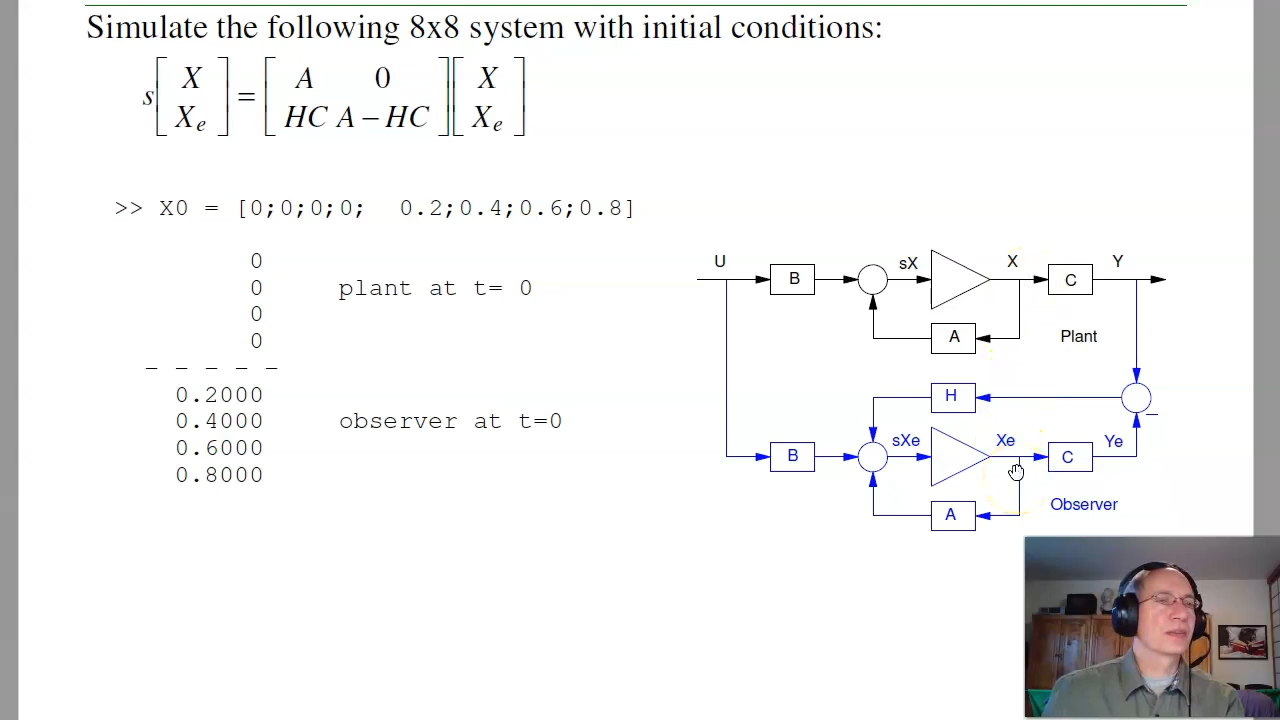 Simulate the following 8x8 system with initial conditions:
s[X Xe] = [A 0 HC A – HC][X Xe]
>> X0 = [0;0;0;0; 0.2;0.4;0.6;0.8]
0
0 plant at t= 0
0
0
- - - - -
0.2000
0.4000 observer at t=0
0.6000
0.8000
U B sX X C Y
A Plant
H
B sXe Xe C Ye
A Observer